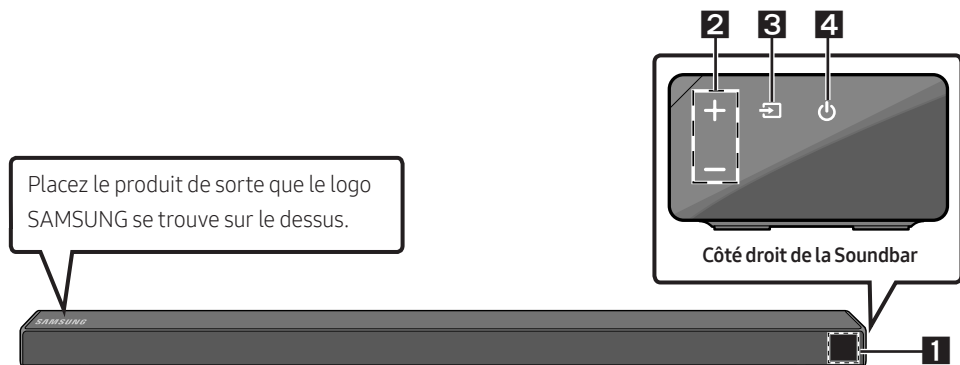 2 3 4
+
−
Placez le produit de sorte que le logo
SAMSUNG se trouve sur le dessus.
Côté droit de la Soundbar
SAMSUNG
1